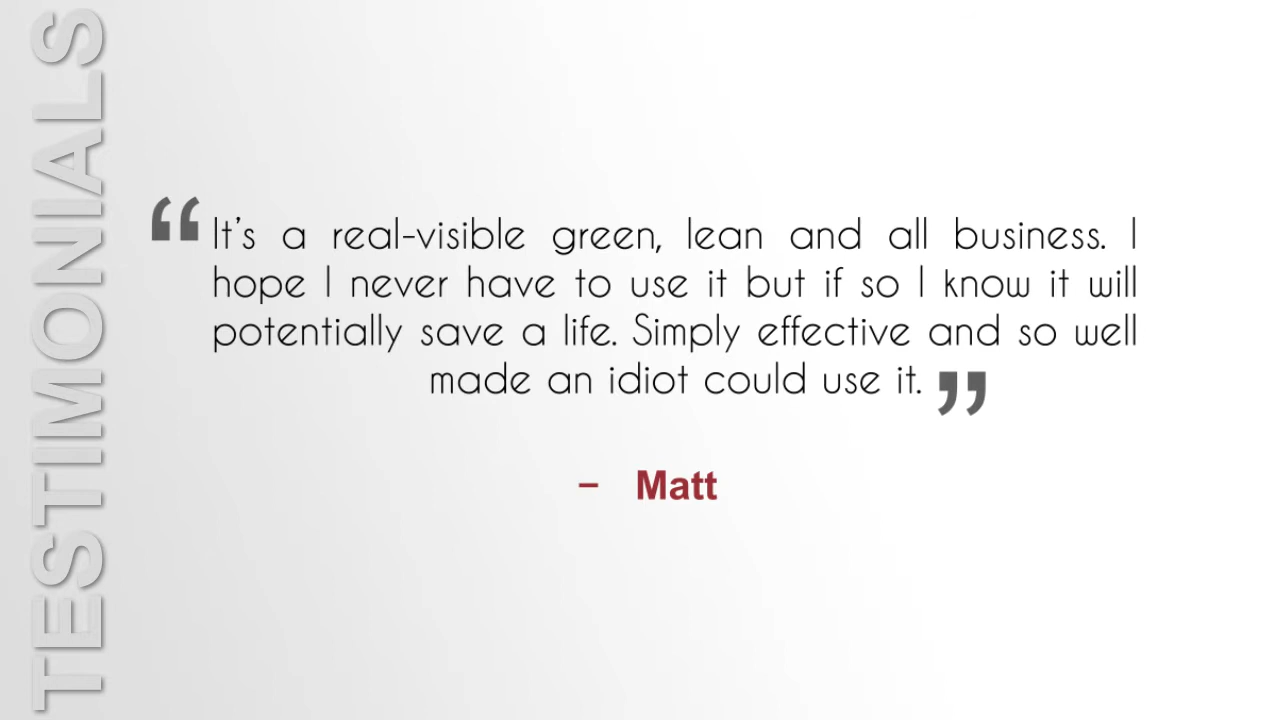 TESTIMONIALS
“It’s a real-visible green, lean and all business. I
hope I never have to use it but if so I know it will
potentially save a life. Simply effective and so well
made an idiot could use it.”
– Matt